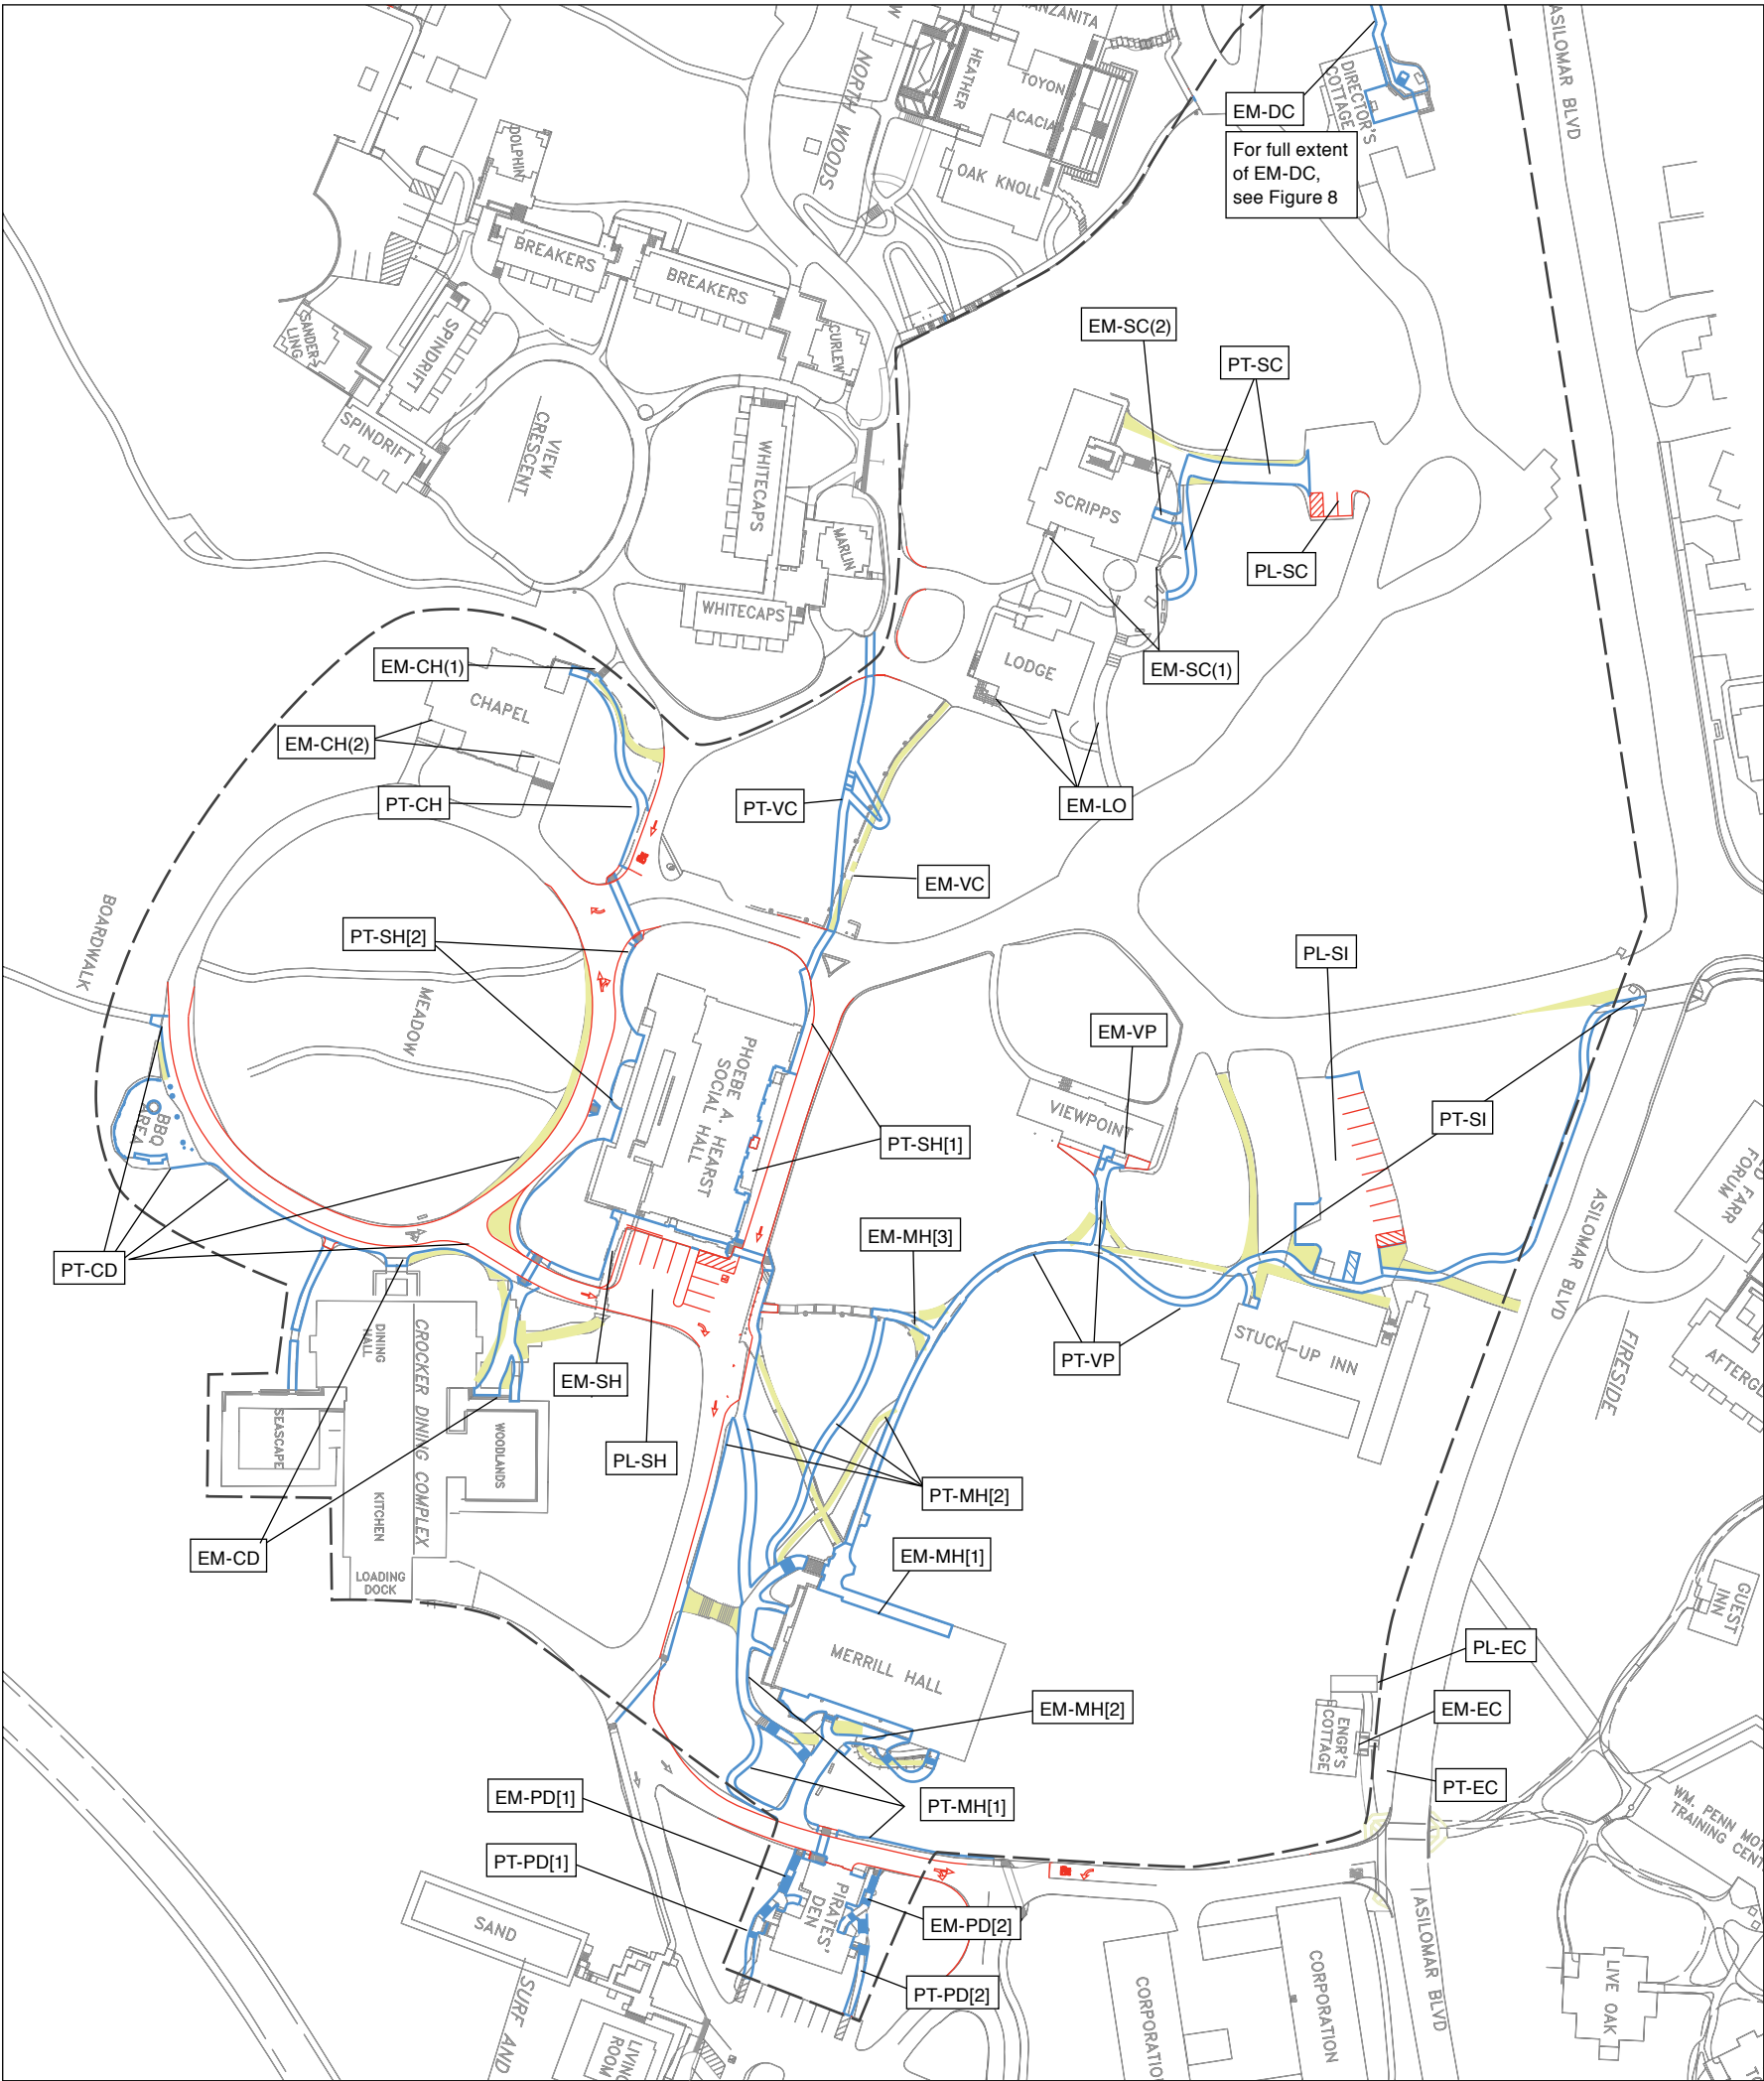 MANZANITA
HEATHER
TOYON
ACACIA
OAK KNOLL
NORTH
WOODS
DIRECTOR'S
COTTAGE
ASILOMAR BLVD
EM-DC
For full extent
of EM-DC,
see Figure 8
DOLPHIN
BREAKERS
BREAKERS
CURLEW
SANDER-
LING
SPINDRIFT
SPINDRIFT
VIEW
CRESCENT
WHITECAPS
WHITECAPS
MARLIN
EM-SC(2)
PT-SC
SCRIPPS
PL-SC
EM-SC(1)
LODGE
EM-LO
EM-CH(1)
CHAPEL
EM-CH(2)
PT-CH
PT-VC
EM-VC
BOARDWALK
PT-SH[2]
MEADOW
PHOEBE A. HEARST
SOCIAL HALL
HALL
PL-SI
EM-VP
VIEWPOINT
PT-SI
BBQ
AREA
PT-SH[1]
FARR
FORUM
ASILOMAR BLVD
PT-CD
EM-MH[3]
PT-VP
STUCK-UP INN
FIRESIDE
DINING
HALL
CROCKER DINING COMPLEX
EM-SH
SEASCAPE
WOODLANDS
PL-SH
KITCHEN
PT-MH[2]
EM-CD
LOADING
DOCK
EM-MH[1]
GUEST
INN
MERRILL HALL
PL-EC
EM-MH[2]
EM-EC
ENGR'S
COTTAGE
EM-PD[1]
PT-MH[1]
PT-EC
WM. PENN MO
TRAINING CENT
PT-PD[1]
PIRATES'
DEN
EM-PD[2]
SAND
PT-PD[2]
SURF AND
LIVING
ROOM
CORPORATIO
CORPORATION
ASILOMAR BLVD
LIVE OAK